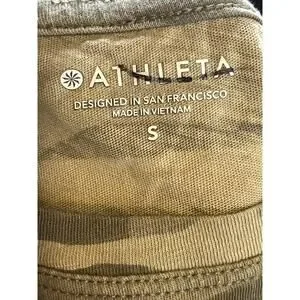 ATHLETA
DESIGNED IN SAN FRANCISCO
MADE IN VIETNAM
S